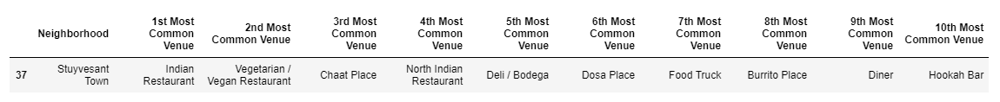 Neighborhood 1st Most Common Venue 2nd Most Common Venue 3rd Most Common Venue 4th Most Common Venue 5th Most Common Venue 6th Most Common Venue 7th Most Common Venue 8th Most Common Venue 9th Most Common Venue 10th Most Common Venue
37 Stuyvesant Town Indian Restaurant Vegetarian / Vegan Restaurant Chaat Place North Indian Restaurant Deli / Bodega Dosa Place Food Truck Burrito Place Diner Hookah Bar